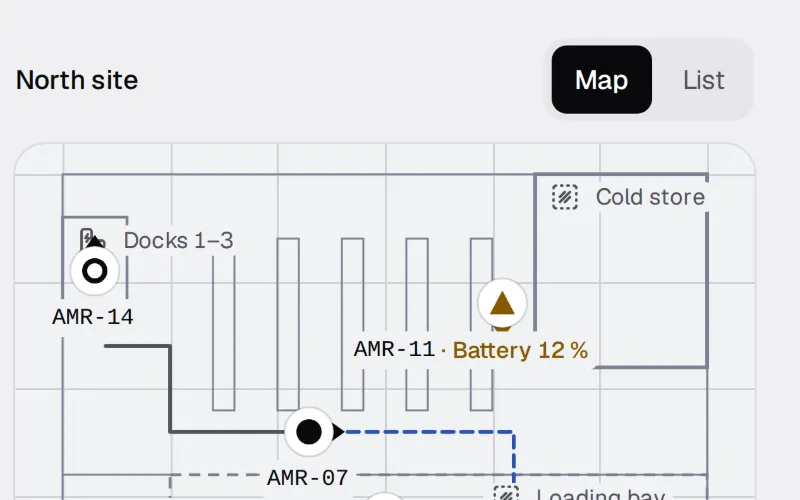 North site
Map
List
Cold store
Docks 1–3
AMR-14
AMR-11 · Battery 12 %
AMR-07
Loading bay